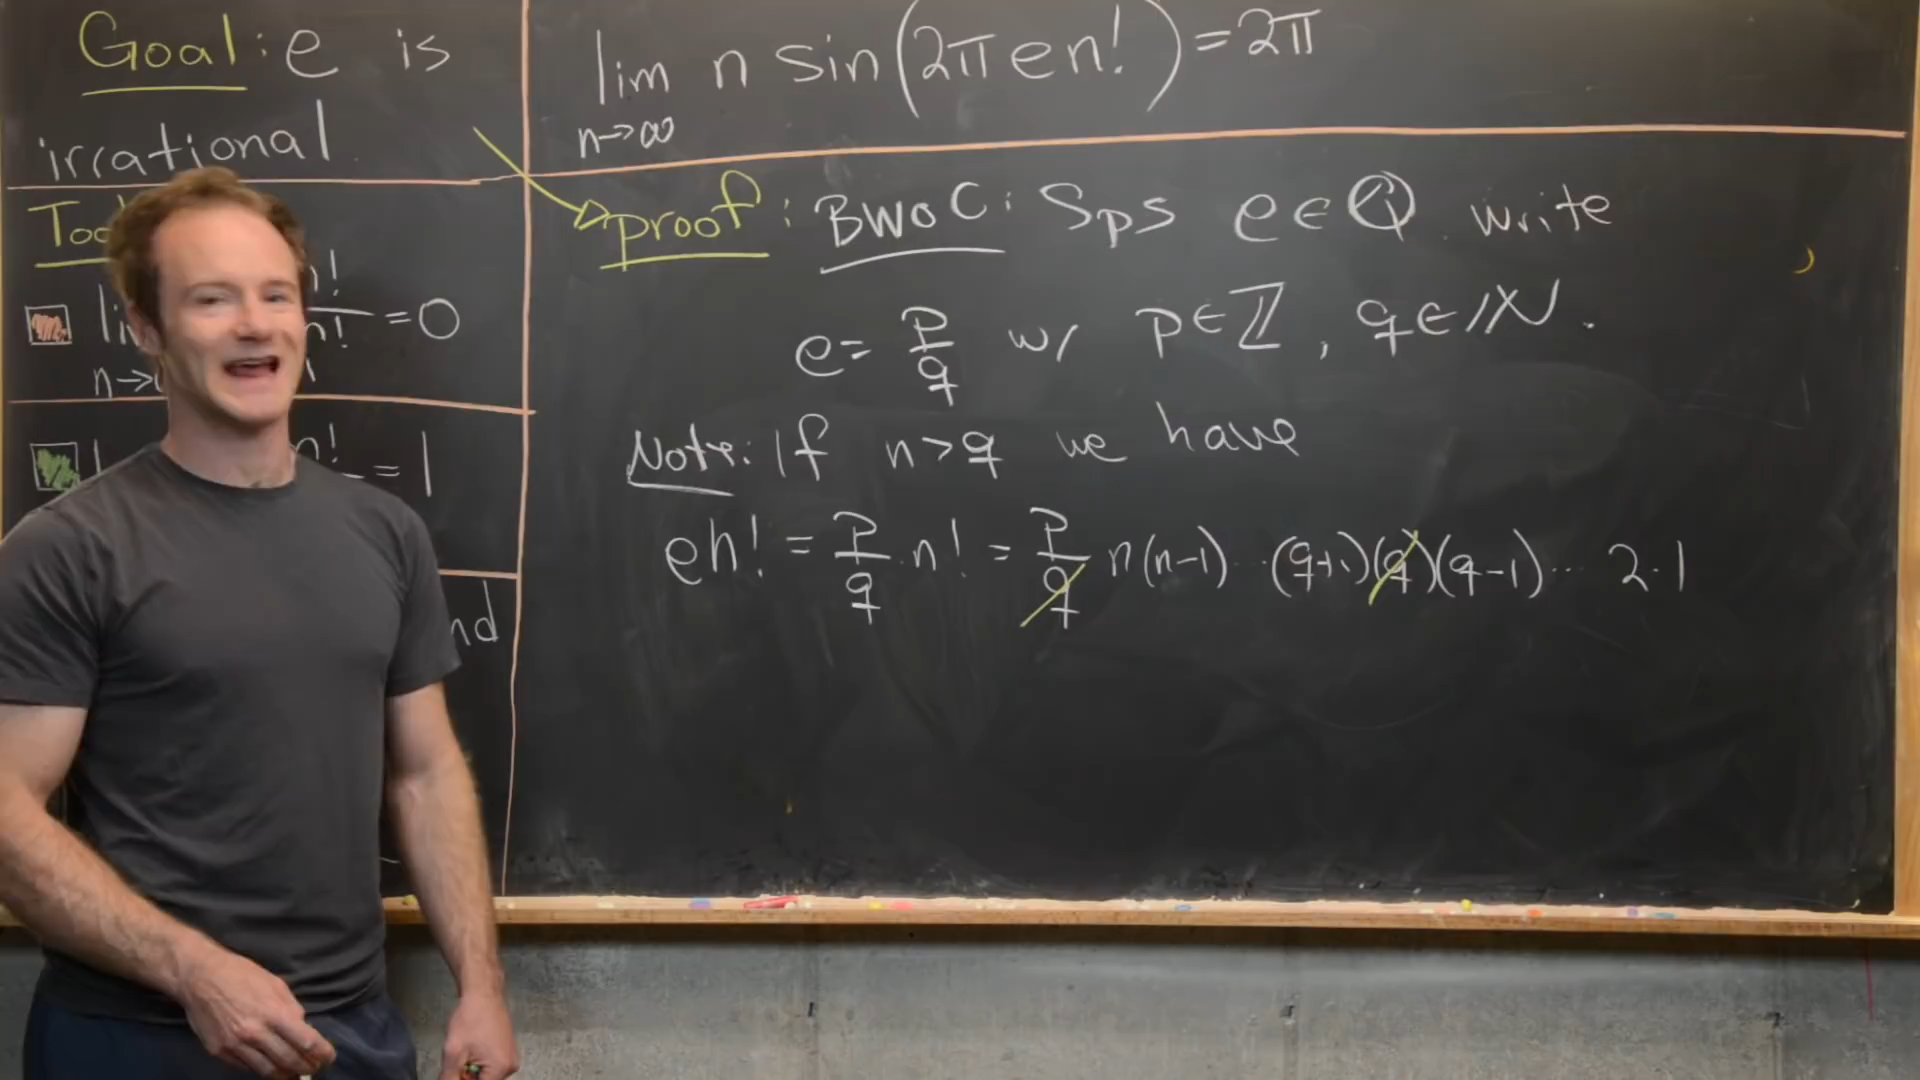 Goal: e is
irrational
n!
n! = 0
n→
n!
= 1
nd
lim n sin(2π e n!) = 2π
n→∞
proof: BWOC: Sps e∈ℚ write
e = p/q w/ p∈ℤ, q∈ℕ.
Note: If n>q we have
en! = p/q · n! = p/q n(n-1)...(q+1)(q)(q-1)... 2·1